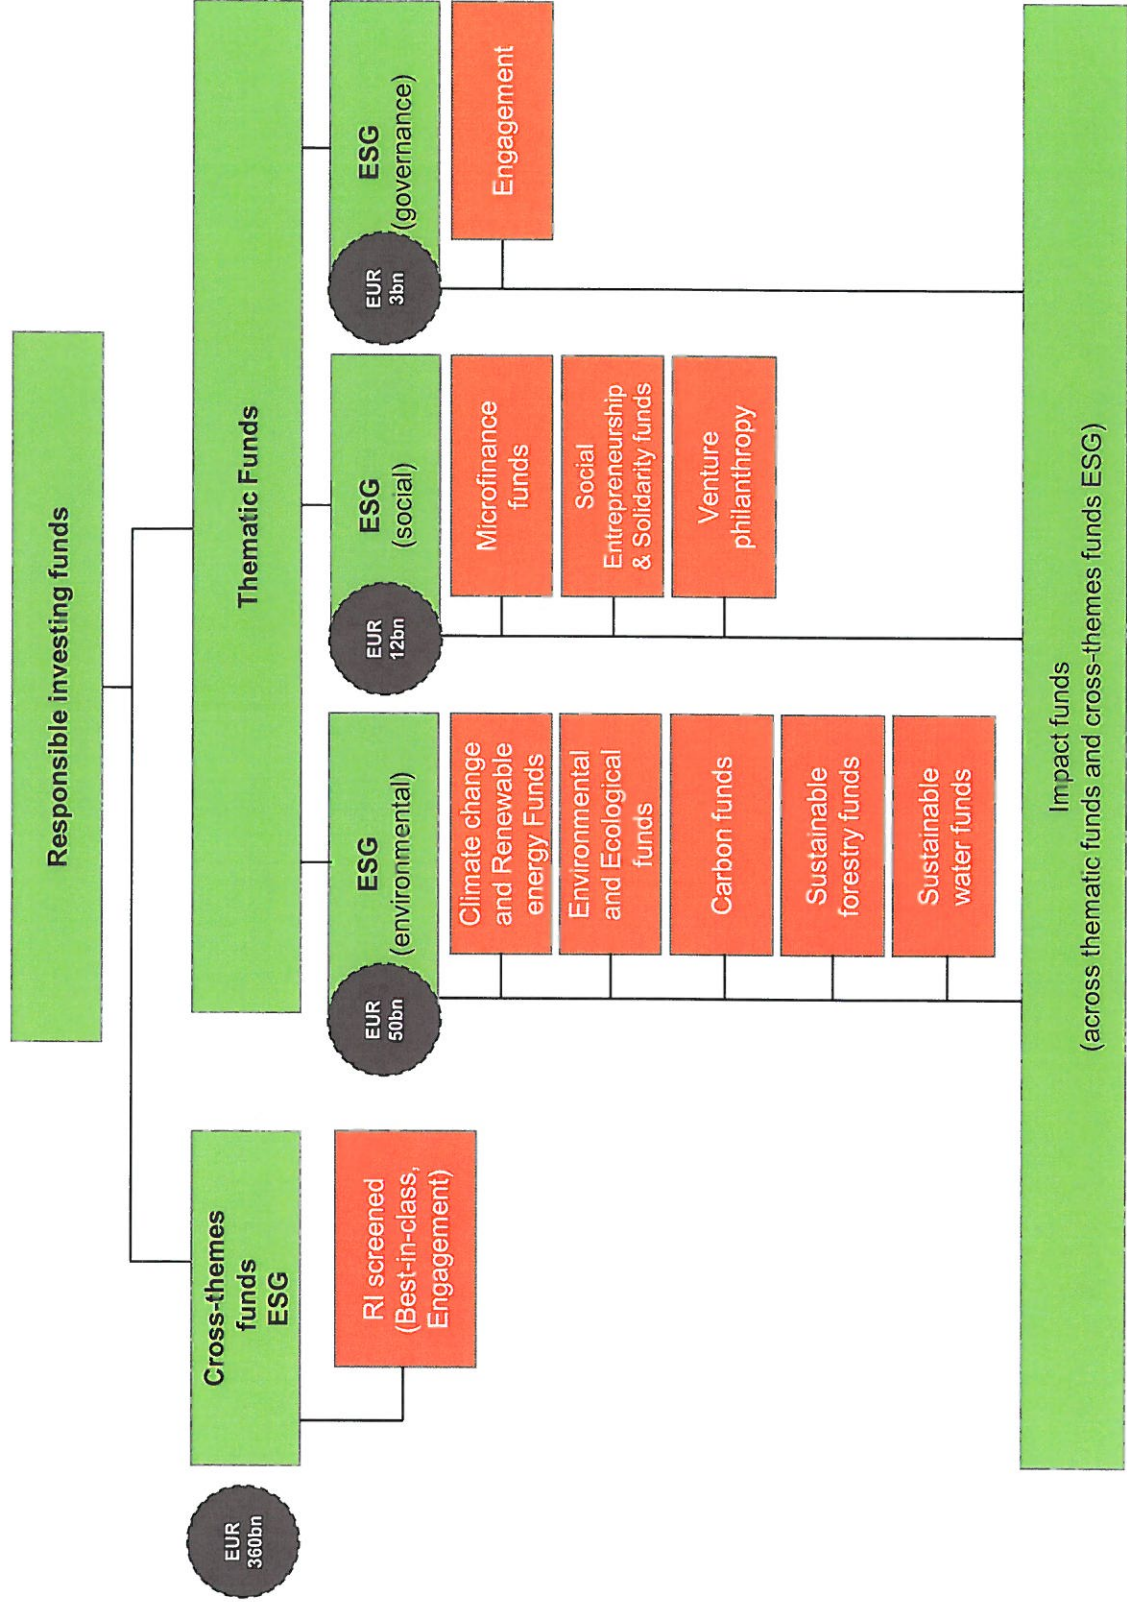 Responsible investing funds
EUR
360bn
Cross-themes
funds
ESG
RI screened
(Best-in-class,
Engagement)
Thematic Funds
EUR
50bn
ESG
(environmental)
Climate change
and Renewable
energy Funds
Environmental
and Ecological
funds
Carbon funds
Sustainable
forestry funds
Sustainable
water funds
EUR
12bn
ESG
(social)
Microfinance
funds
Social
Entrepreneurship
& Solidarity funds
Venture
philanthropy
EUR
3bn
ESG
(governance)
Engagement
Impact funds
(across thematic funds and cross-themes funds ESG)